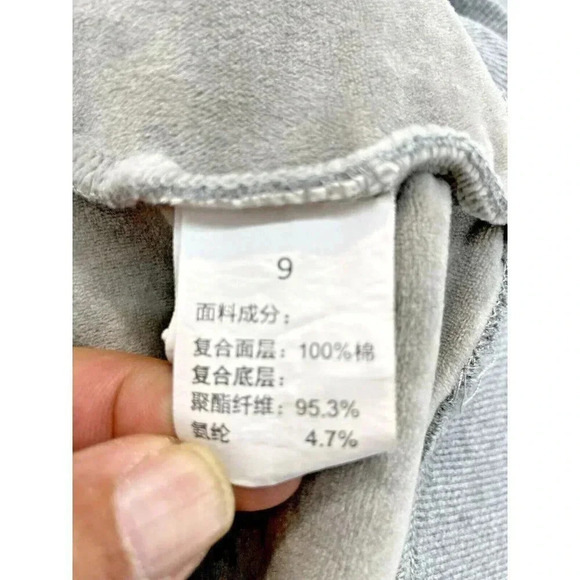 9
面料成分：
复合面层：100%棉
复合底层：
聚酯纤维：95.3%
氨纶 4.7%